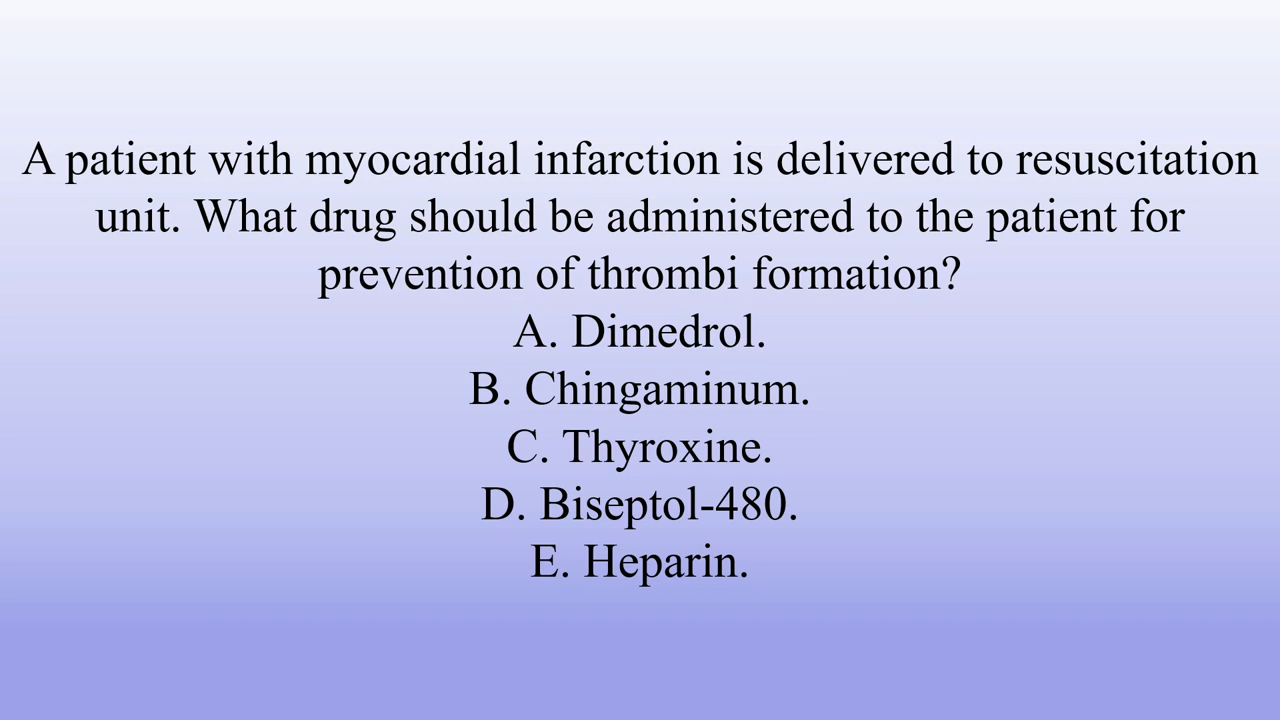 A patient with myocardial infarction is delivered to resuscitation
unit. What drug should be administered to the patient for
prevention of thrombi formation?
A. Dimedrol.
B. Chingaminum.
C. Thyroxine.
D. Biseptol-480.
E. Heparin.